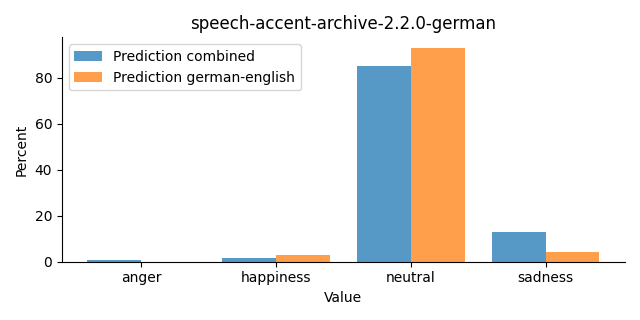 speech-accent-archive-2.2.0-german
Prediction combined
Prediction german-english
Percent
80
60
40
20
0
anger happiness neutral sadness
Value